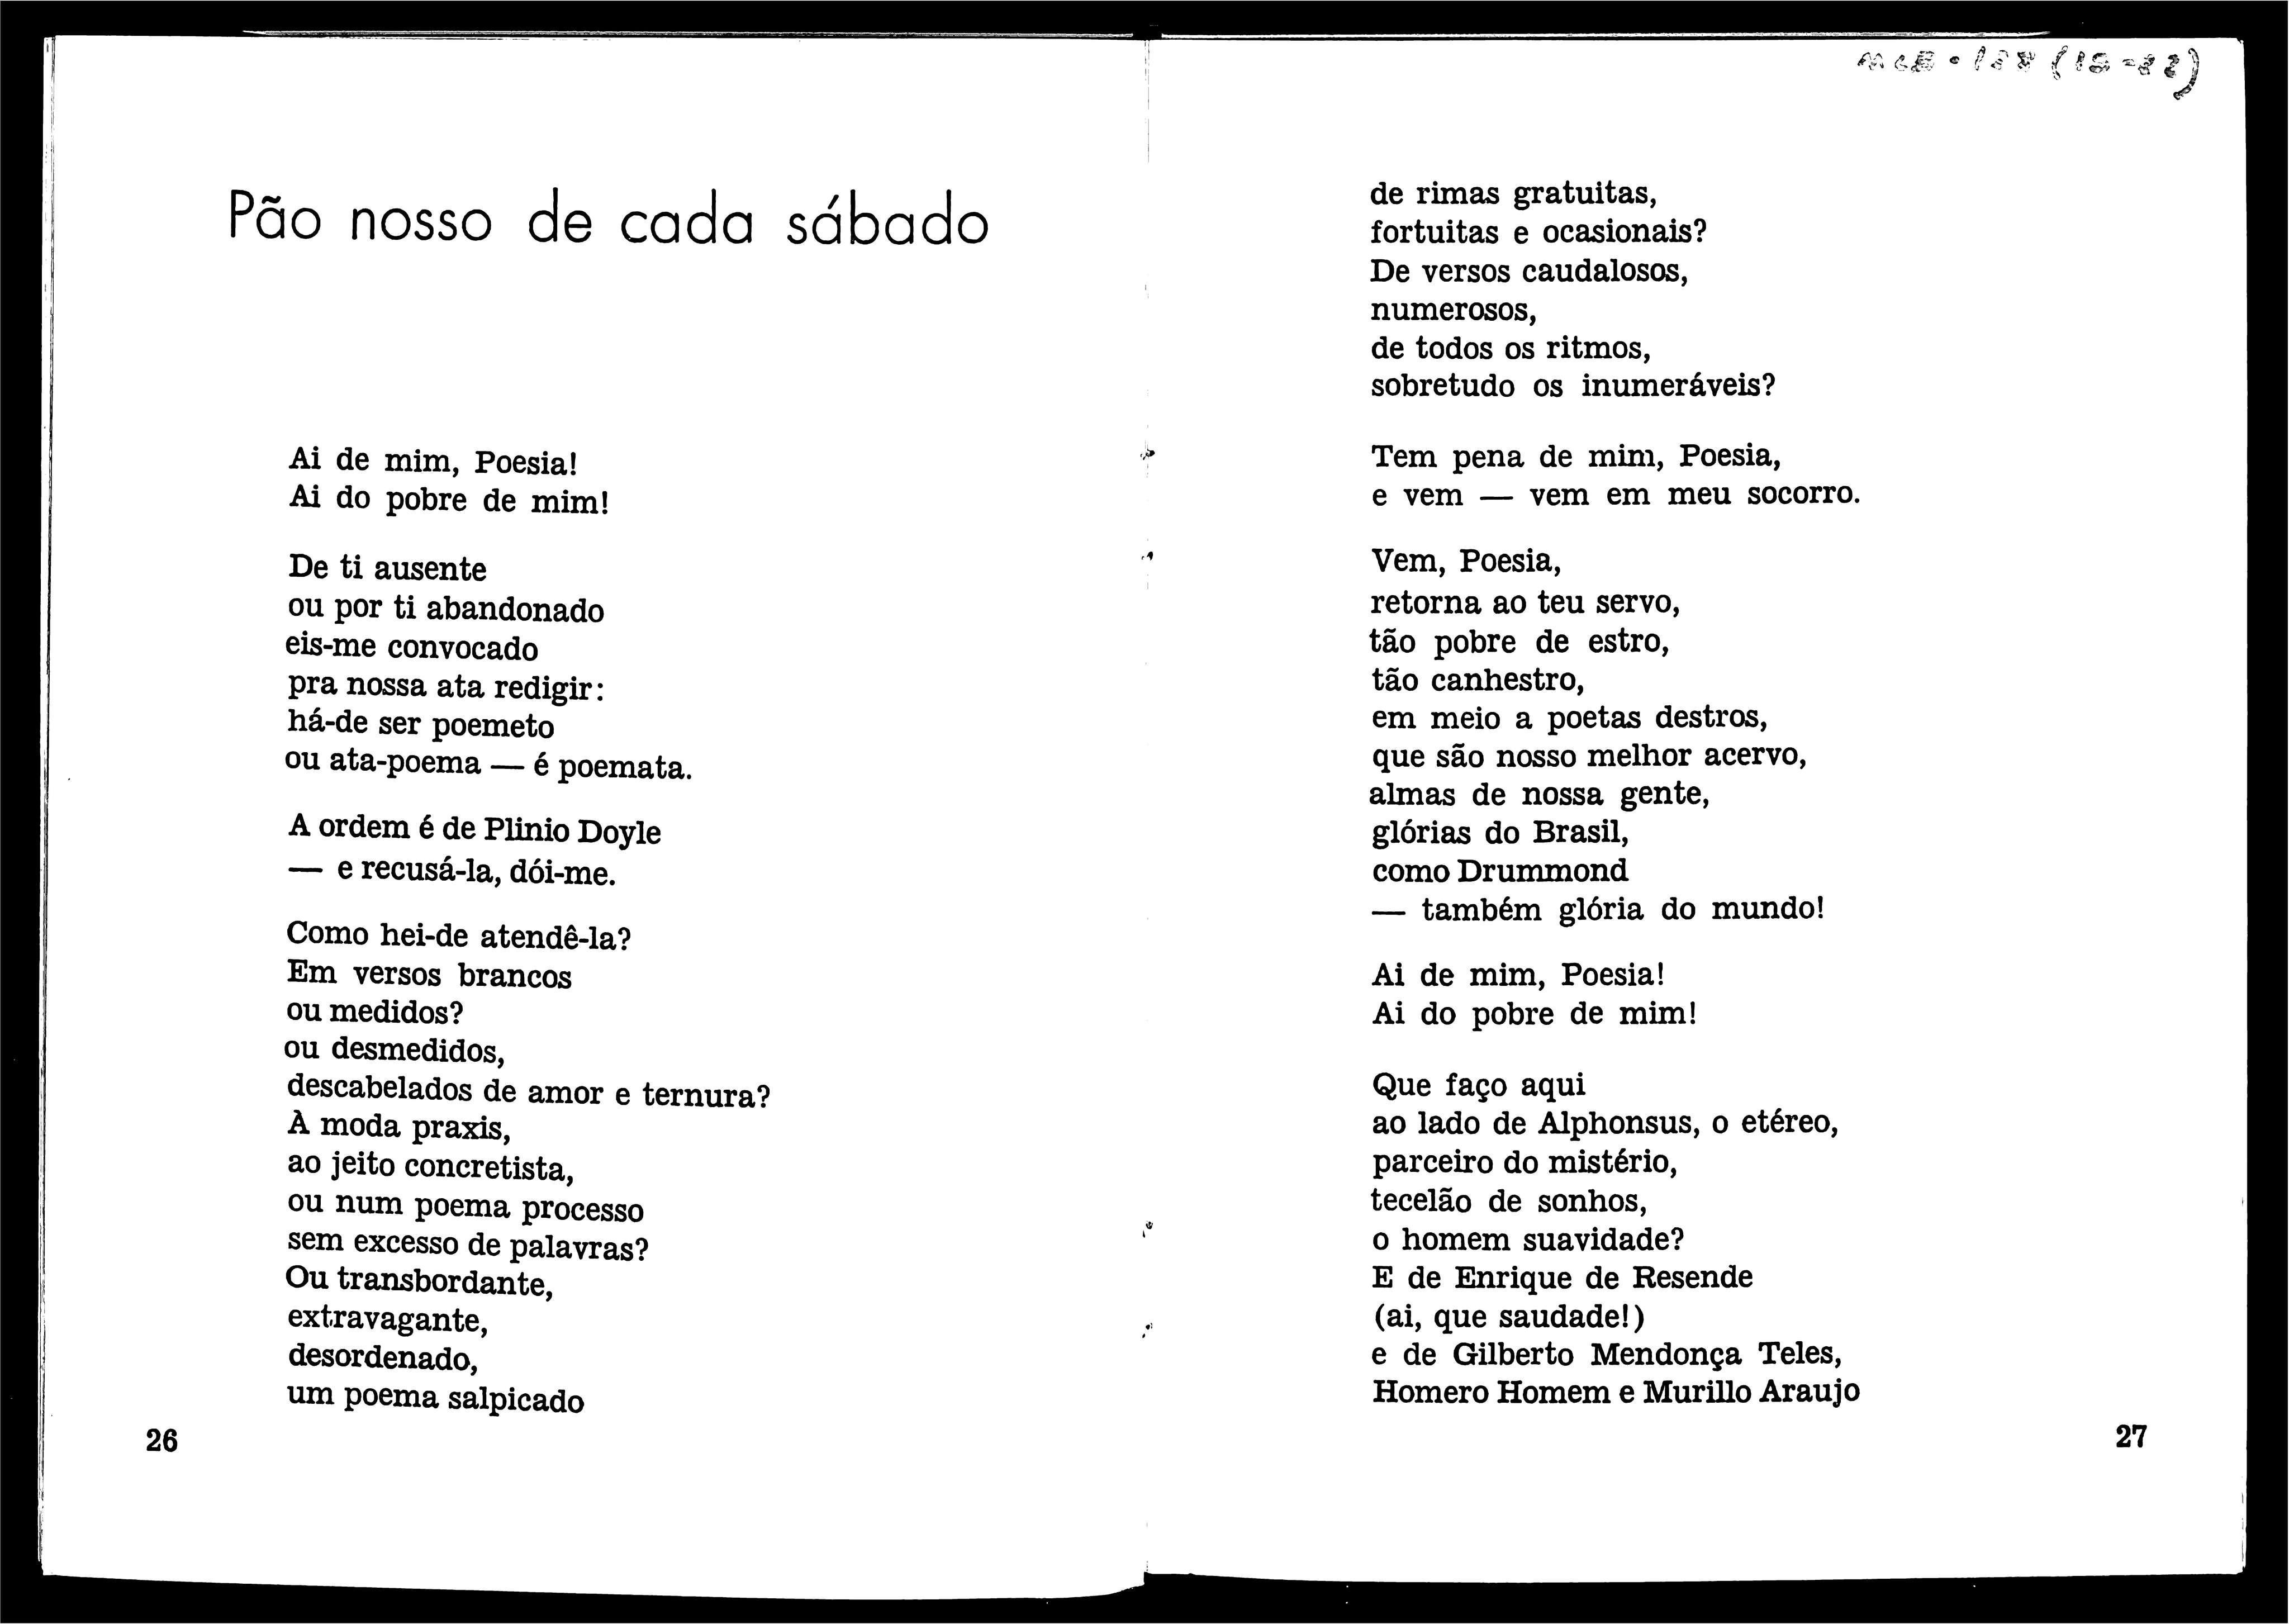 Pão nosso de cada sábado
Ai de mim, Poesia!
Ai do pobre de mim!
De ti ausente
ou por ti abandonado
eis-me convocado
pra nossa ata redigir:
há-de ser poemeto
ou ata-poema — é poemata.
A ordem é de Plinio Doyle
— e recusá-la, dói-me.
Como hei-de atendê-la?
Em versos brancos
ou medidos?
ou desmedidos,
descabelados de amor e ternura?
À moda praxis,
ao jeito concretista,
ou num poema processo
sem excesso de palavras?
Ou transbordante,
extravagante,
desordenado,
um poema salpicado
26
de rimas gratuitas,
fortuitas e ocasionais?
De versos caudalosos,
numerosos,
de todos os ritmos,
sobretudo os inumeráveis?
Tem pena de mim, Poesia,
e vem — vem em meu socorro.
Vem, Poesia,
retorna ao teu servo,
tão pobre de estro,
tão canhestro,
em meio a poetas destros,
que são nosso melhor acervo,
almas de nossa gente,
glórias do Brasil,
como Drummond
— também glória do mundo!
Ai de mim, Poesia!
Ai do pobre de mim!
Que faço aqui
ao lado de Alphonsus, o etéreo,
parceiro do mistério,
tecelão de sonhos,
o homem suavidade?
E de Enrique de Resende
(ai, que saudade!)
e de Gilberto Mendonça Teles,
Homero Homem e Murillo Araujo
27